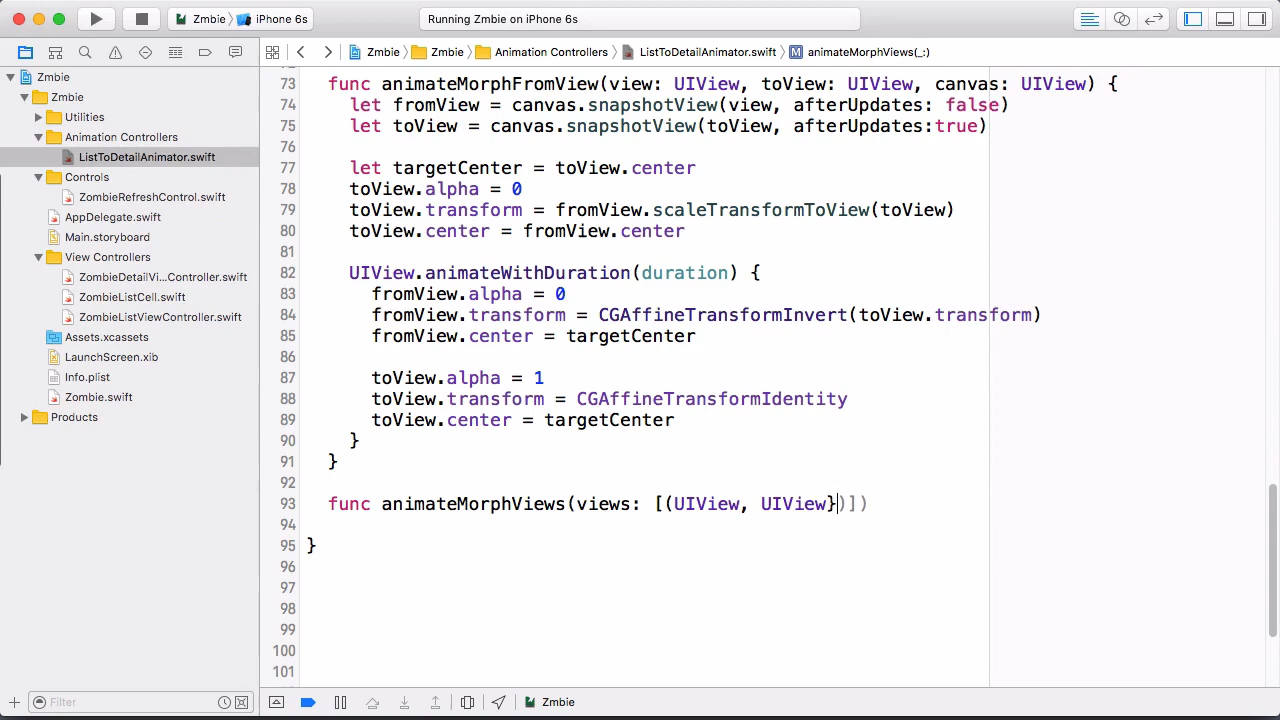 Zmbie
iPhone 6s
Running Zmbie on iPhone 6s
Zmbie
Zmbie
Animation Controllers
ListToDetailAnimator.swift
M
animateMorphViews(_:)
Zmbie
Zmbie
Utilities
Animation Controllers
ListToDetailAnimator.swift
Controls
ZombieRefreshControl.swift
AppDelegate.swift
Main.storyboard
View Controllers
ZombieDetailVi...Controller.swift
ZombieListCell.swift
ZombieListViewController.swift
Assets.xcassets
LaunchScreen.xib
Info.plist
Zombie.swift
Products
Filter
73 func animateMorphFromView(view: UIView, toView: UIView, canvas: UIView) {
74 let fromView = canvas.snapshotView(view, afterUpdates: false)
75 let toView = canvas.snapshotView(toView, afterUpdates:true)
76
77 let targetCenter = toView.center
78 toView.alpha = 0
79 toView.transform = fromView.scaleTransformToView(toView)
80 toView.center = fromView.center
81
82 UIView.animateWithDuration(duration) {
83 fromView.alpha = 0
84 fromView.transform = CGAffineTransformInvert(toView.transform)
85 fromView.center = targetCenter
86
87 toView.alpha = 1
88 toView.transform = CGAffineTransformIdentity
89 toView.center = targetCenter
90 }
91 }
92
93 func animateMorphViews(views: [(UIView, UIView})])
94
95 }
96
97
98
99
100
101
Zmbie